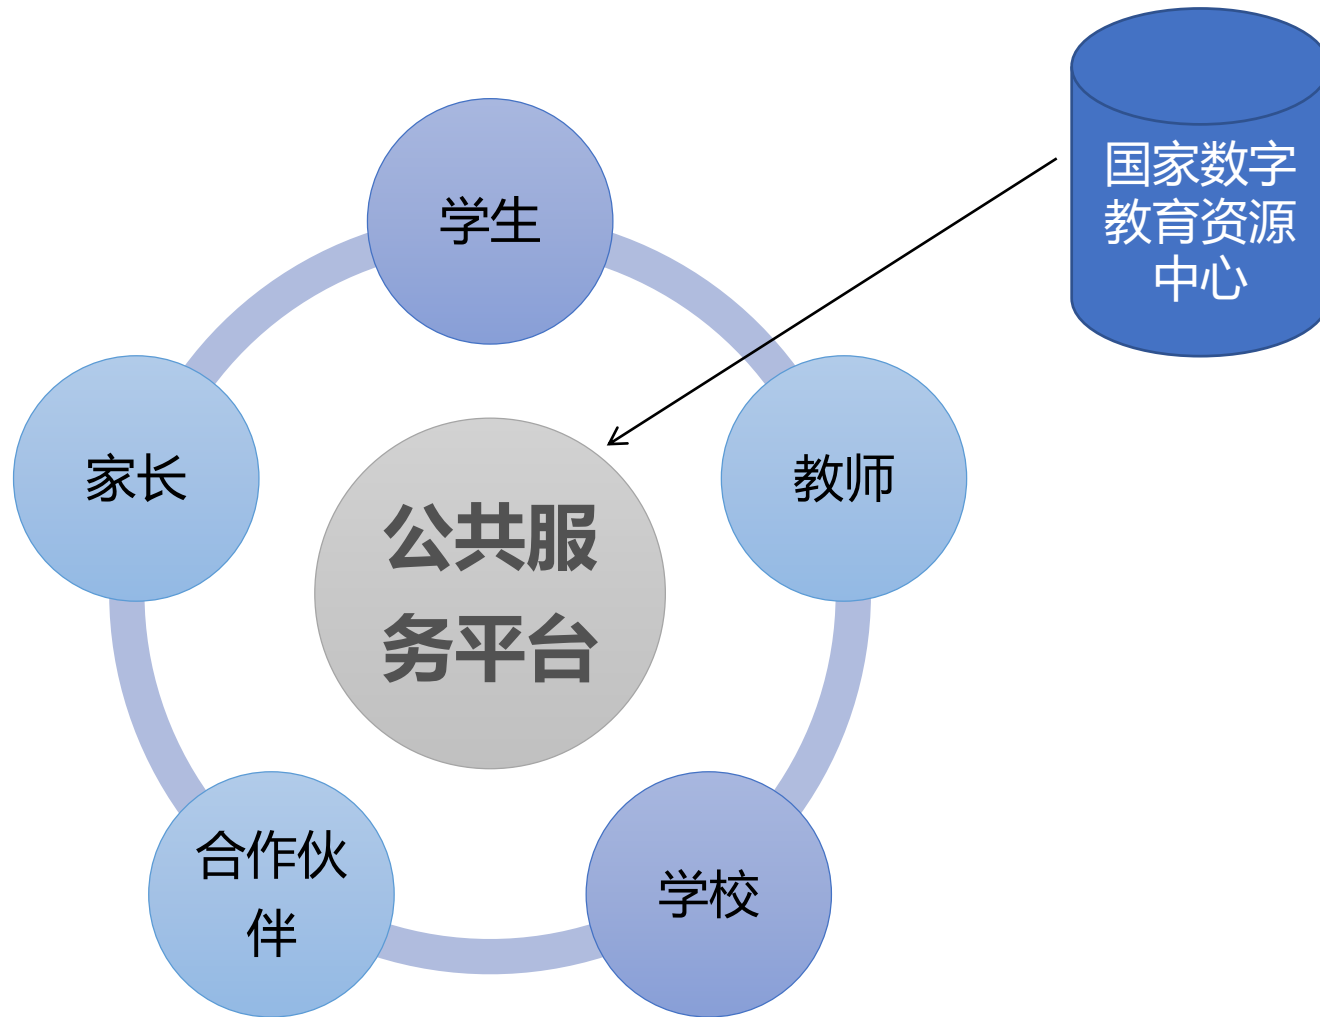 国家数字
教育资源
中心
学生
家长
教师
公共服
务平台
合作伙
伴
学校